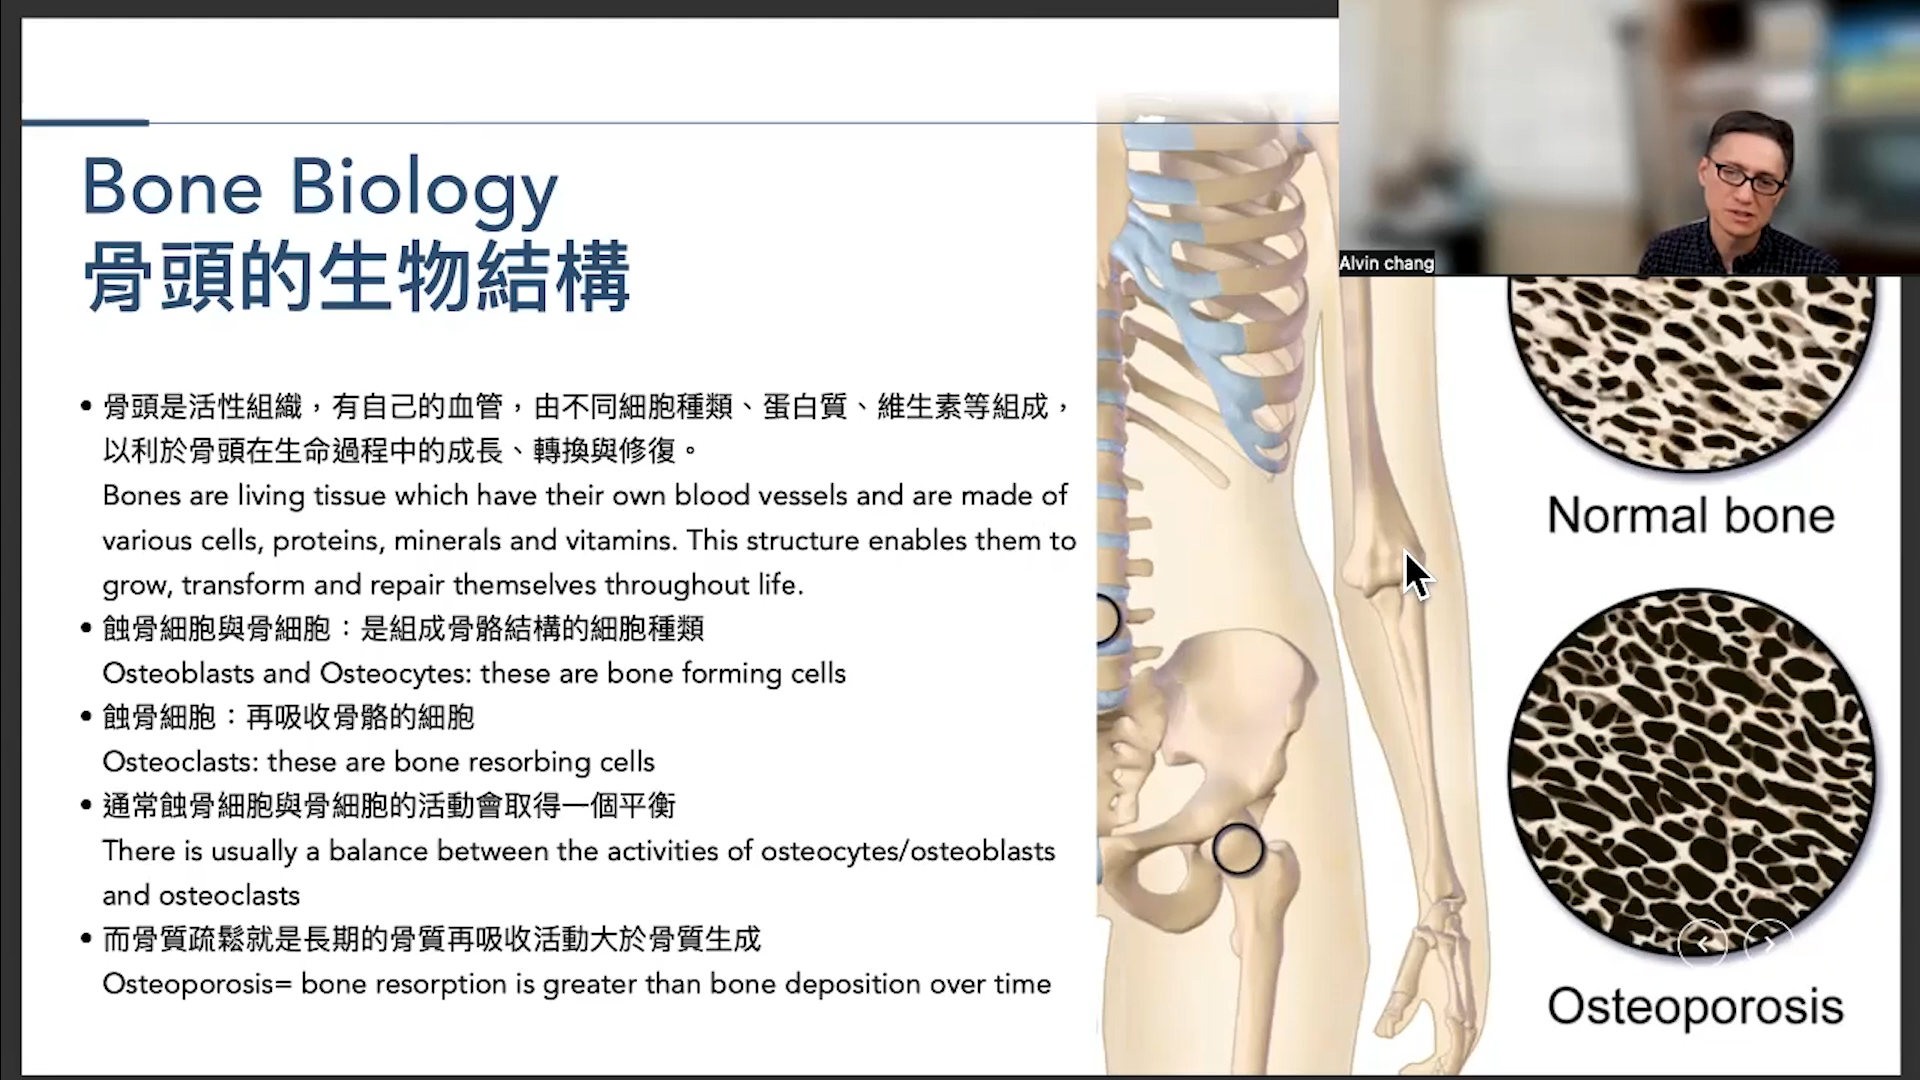 Bone Biology
骨頭的生物結構
Alvin chang
• 骨頭是活性組織，有自己的血管，由不同細胞種類、蛋白質、維生素等組成，
以利於骨頭在生命過程中的成長、轉換與修復。
Bones are living tissue which have their own blood vessels and are made of
various cells, proteins, minerals and vitamins. This structure enables them to
grow, transform and repair themselves throughout life.
• 蝕骨細胞與骨細胞：是組成骨骼結構的細胞種類
Osteoblasts and Osteocytes: these are bone forming cells
• 蝕骨細胞：再吸收骨骼的細胞
Osteoclasts: these are bone resorbing cells
• 通常蝕骨細胞與骨細胞的活動會取得一個平衡
There is usually a balance between the activities of osteocytes/osteoblasts
and osteoclasts
• 而骨質疏鬆就是長期的骨質再吸收活動大於骨質生成
Osteoporosis= bone resorption is greater than bone deposition over time
Normal bone
Osteoporosis